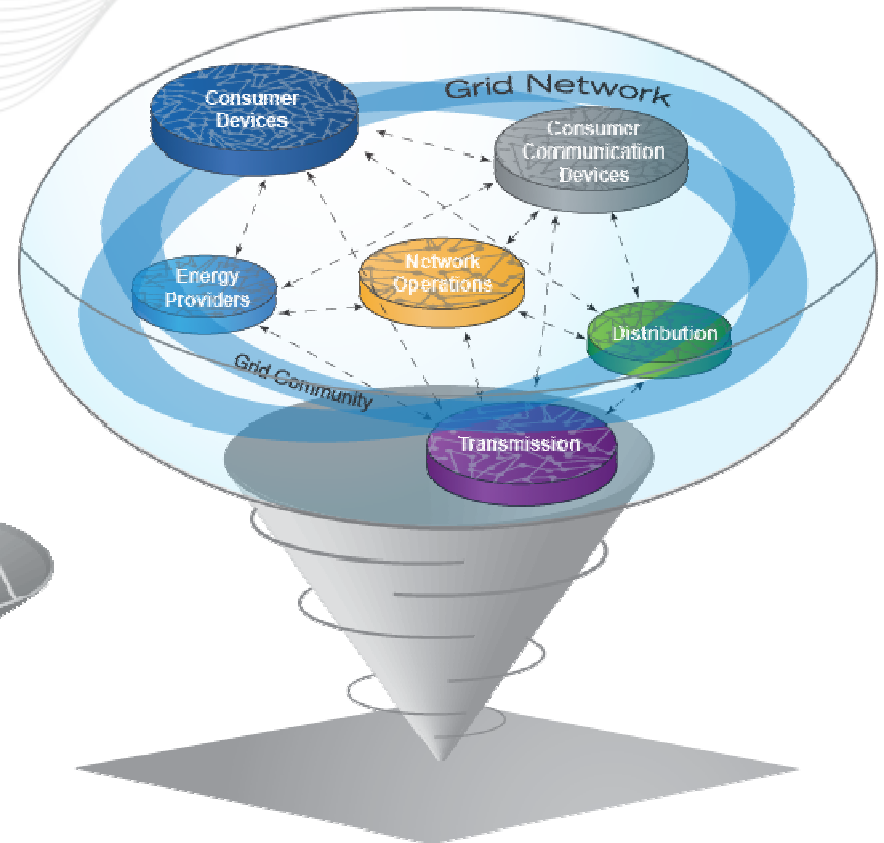 Grid Network
Consumer
Devices
Consumer
Communication
Devices
Energy
Providers
Network
Operations
Distribution
Grid Community
Transmission